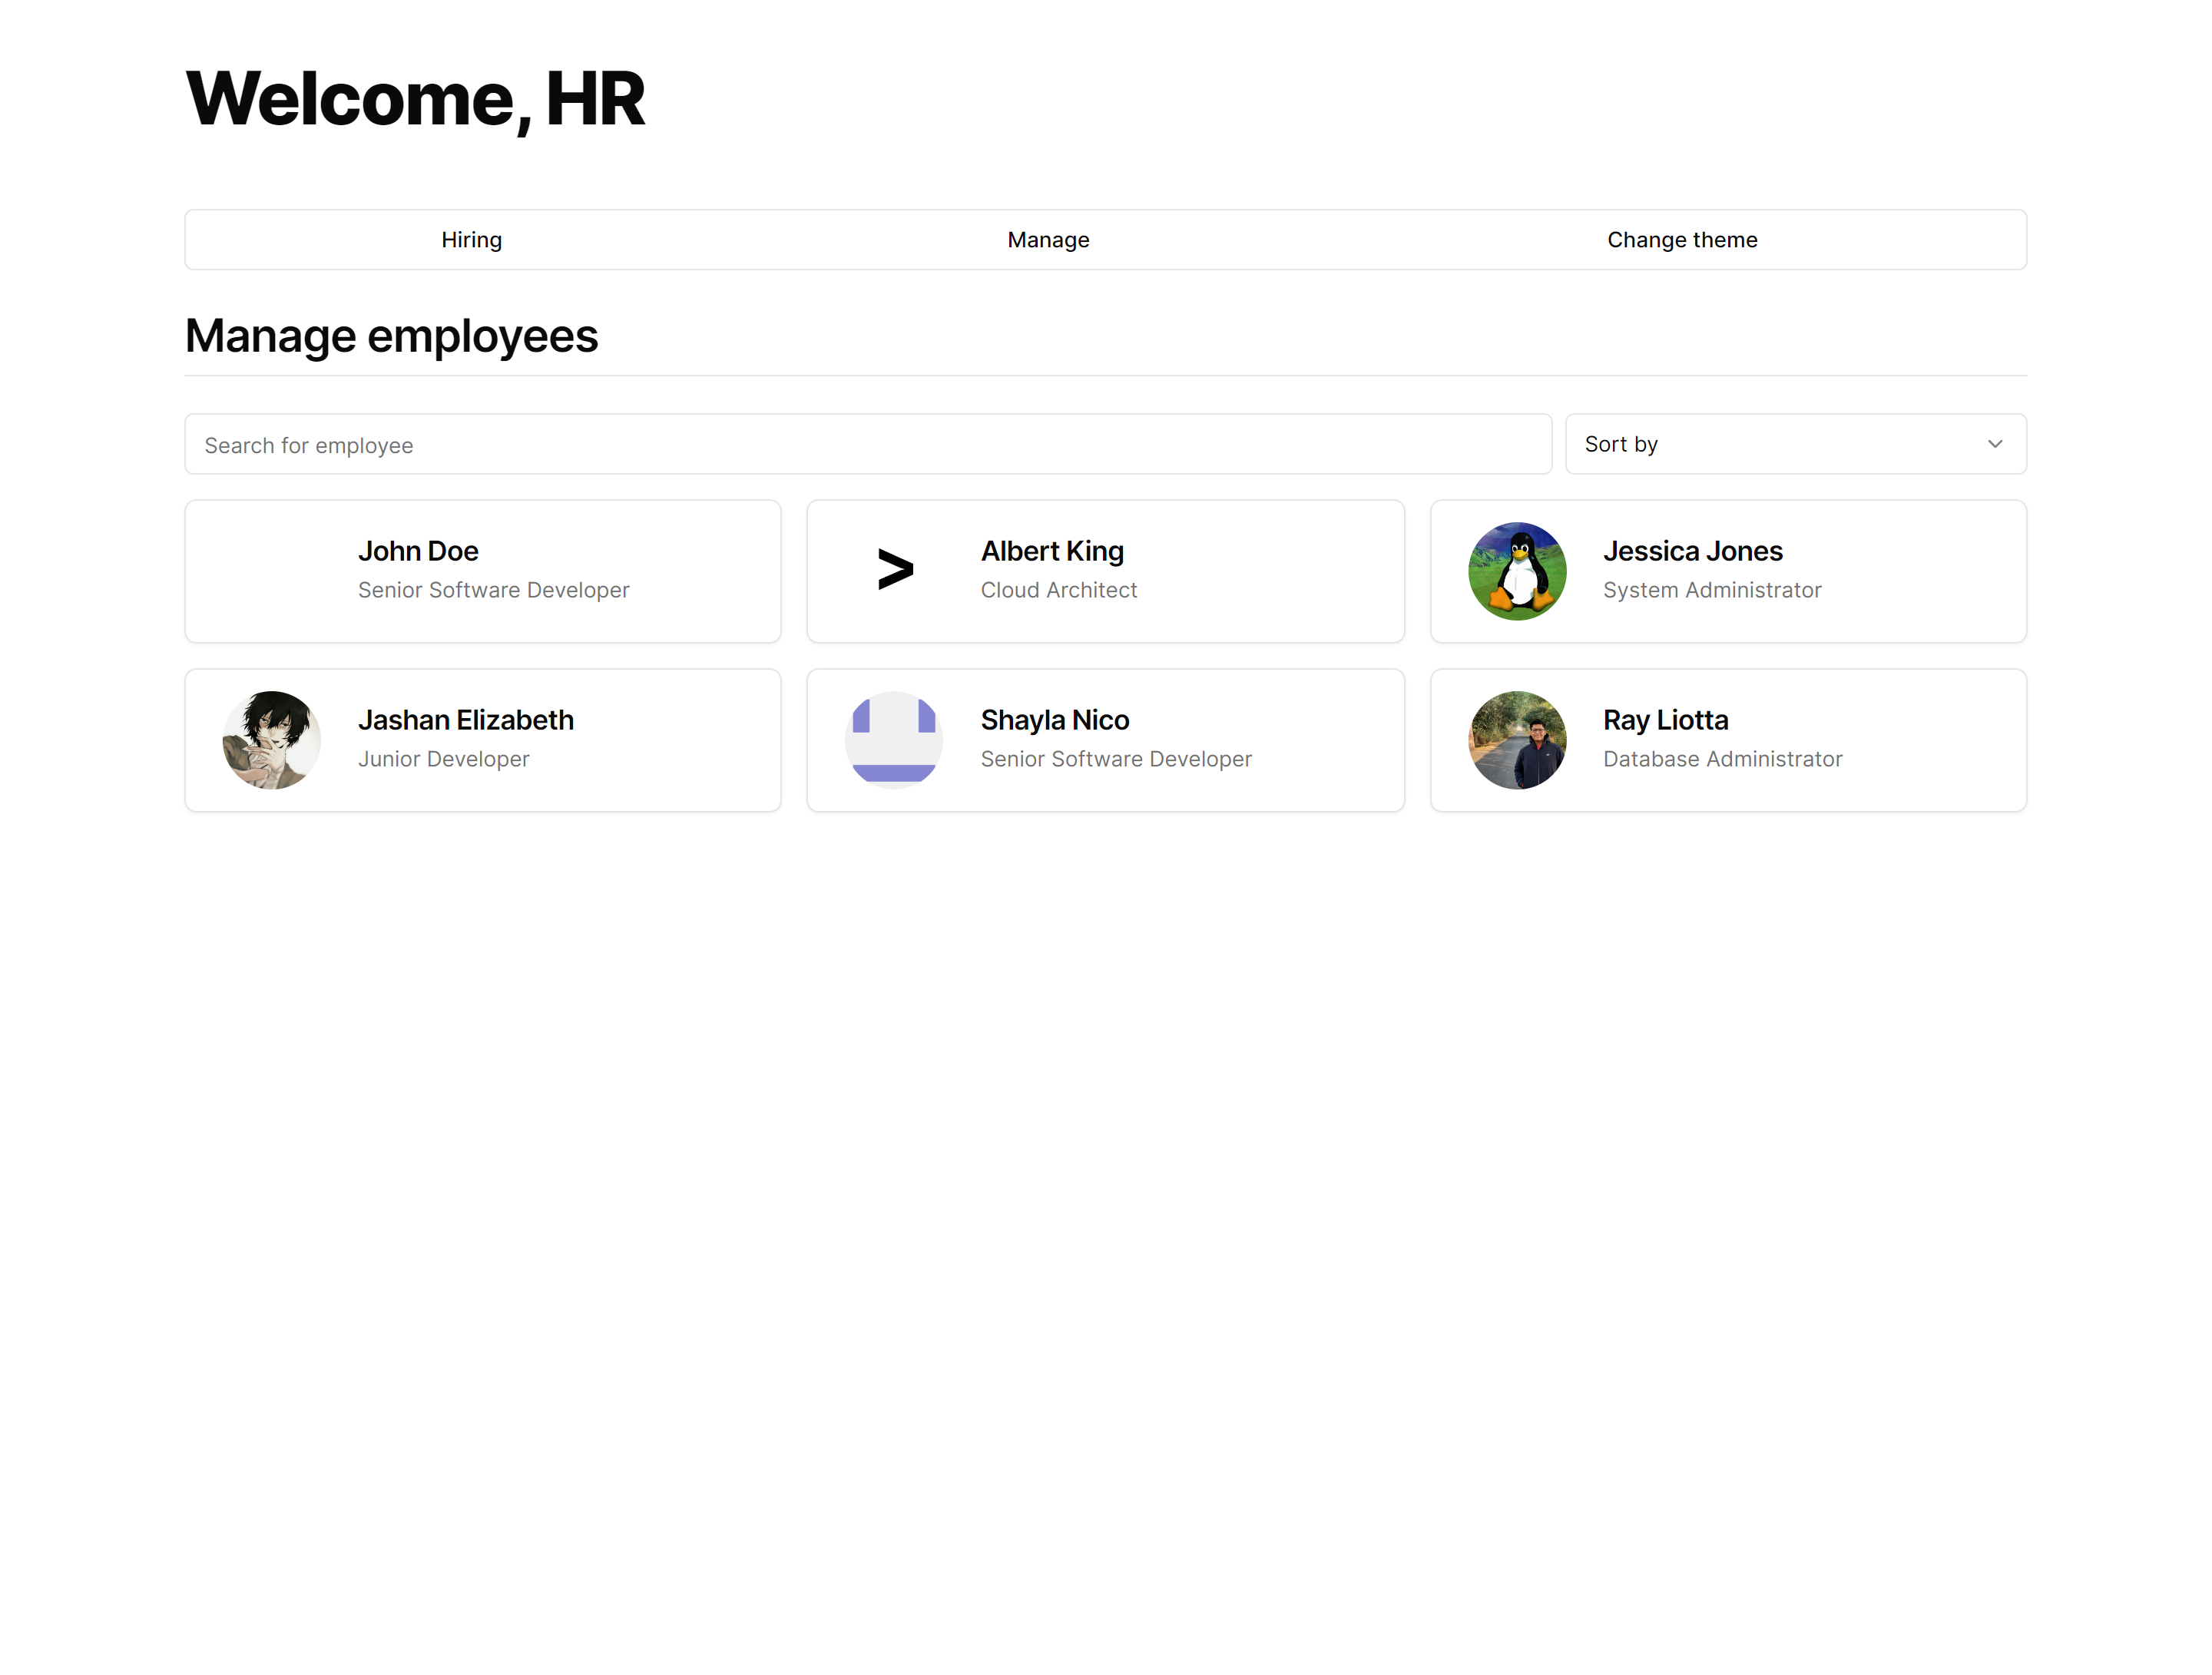 Welcome, HR
Hiring
Manage
Change theme
Manage employees
Search for employee
Sort by
John Doe
Senior Software Developer
>
Albert King
Cloud Architect
Jessica Jones
System Administrator
Jashan Elizabeth
Junior Developer
Shayla Nico
Senior Software Developer
Ray Liotta
Database Administrator